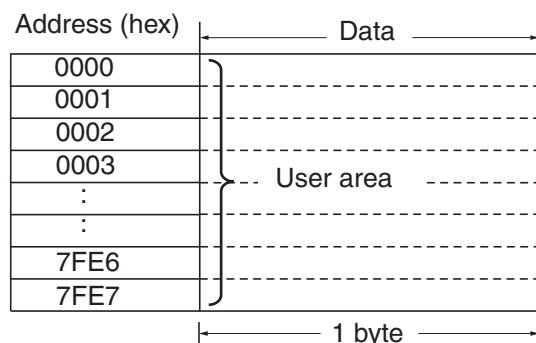 Address (hex) Data
0000
0001
0002
0003
:
User area
:
7FE6
7FE7
1 byte